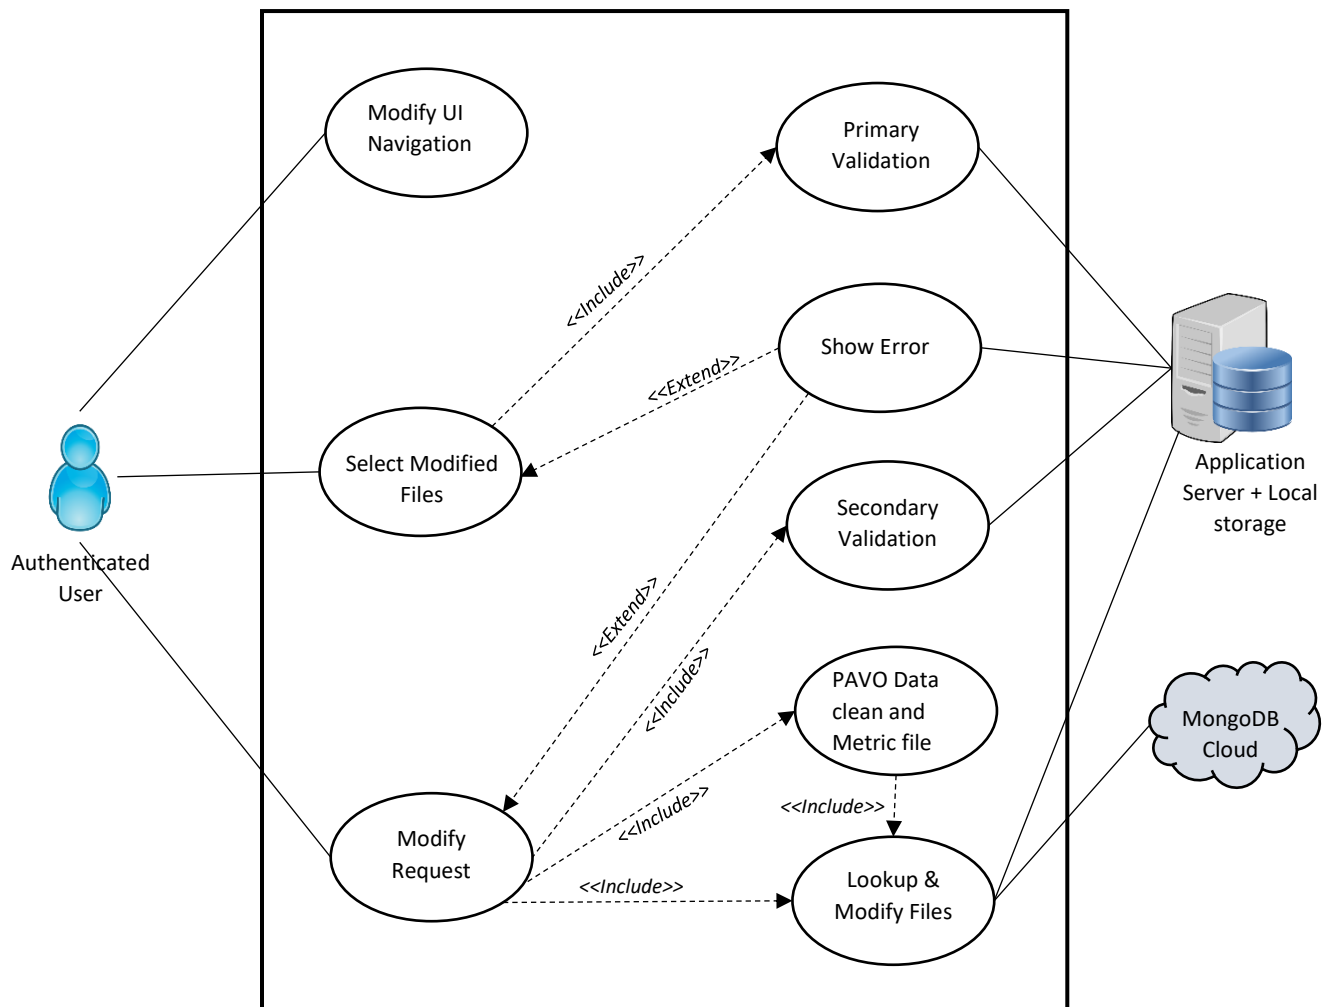 Modify UI
Navigation
Primary
Validation
<<Include>>
Show Error
<<Extend>>
Select Modified
Files
Application
Server + Local
storage
Secondary
Validation
Authenticated
User
<<Extend>>
<<Include>>
PAVO Data
clean and
Metric file
MongoDB
Cloud
<<Include>>
<<Include>>
Modify
Request
<<Include>>
Lookup &
Modify Files